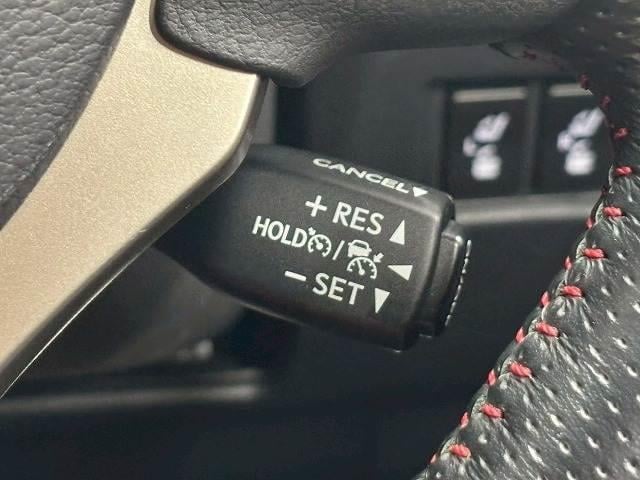 CANCEL▼
+ RES ▲
HOLD / ◀
− SET ▼